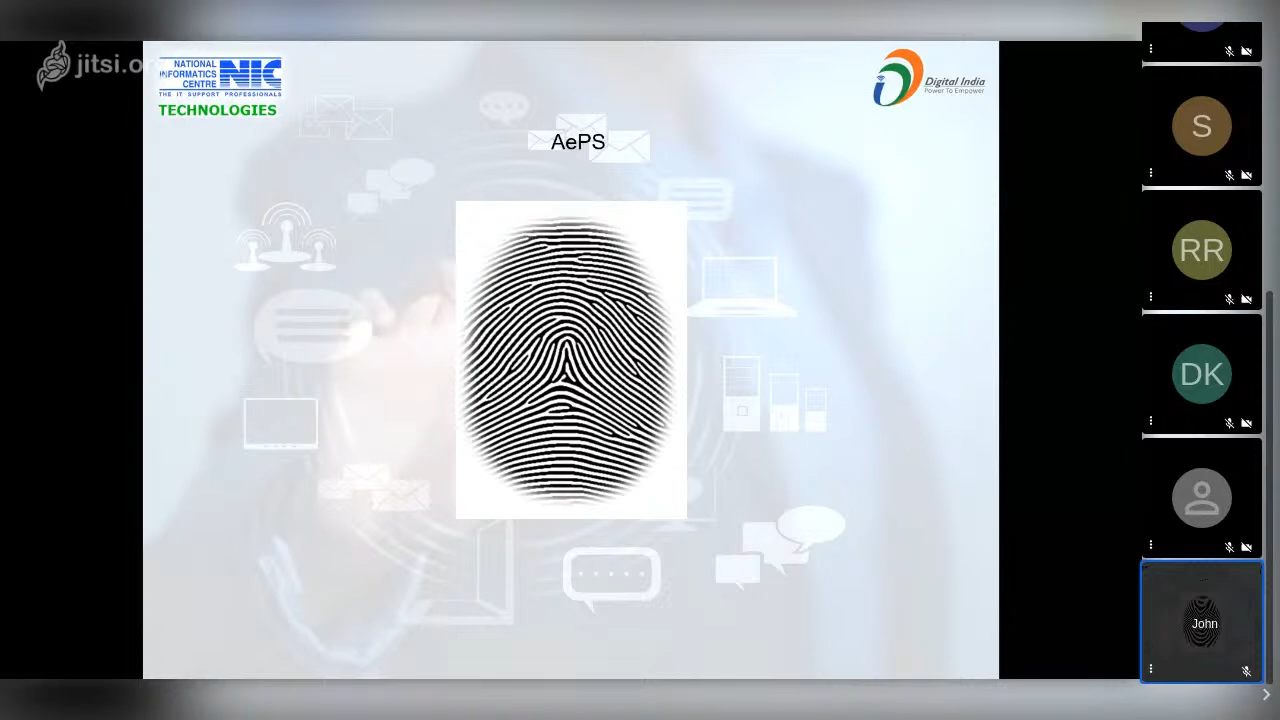 jitsi.or
NATIONAL
INFORMATICS
CENTRE
NIC
THE IT SUPPORT PROFESSIONALS
TECHNOLOGIES
Digital India
Power To Empower
AePS
S
RR
DK
John